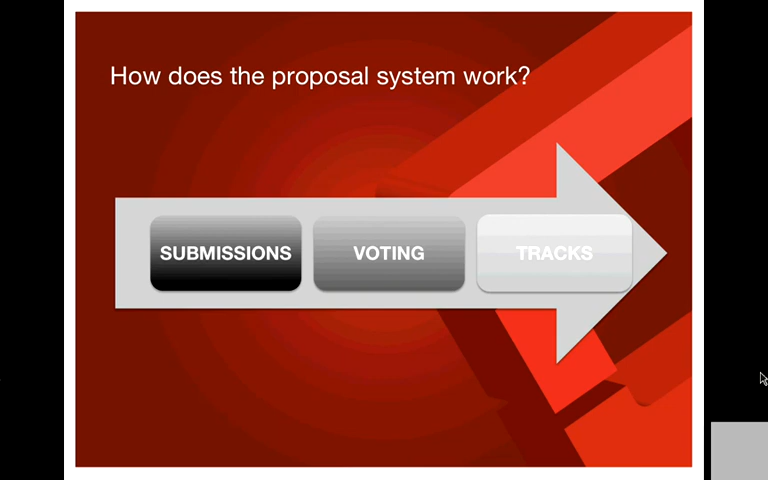 How does the proposal system work?
SUBMISSIONS VOTING TRACKS